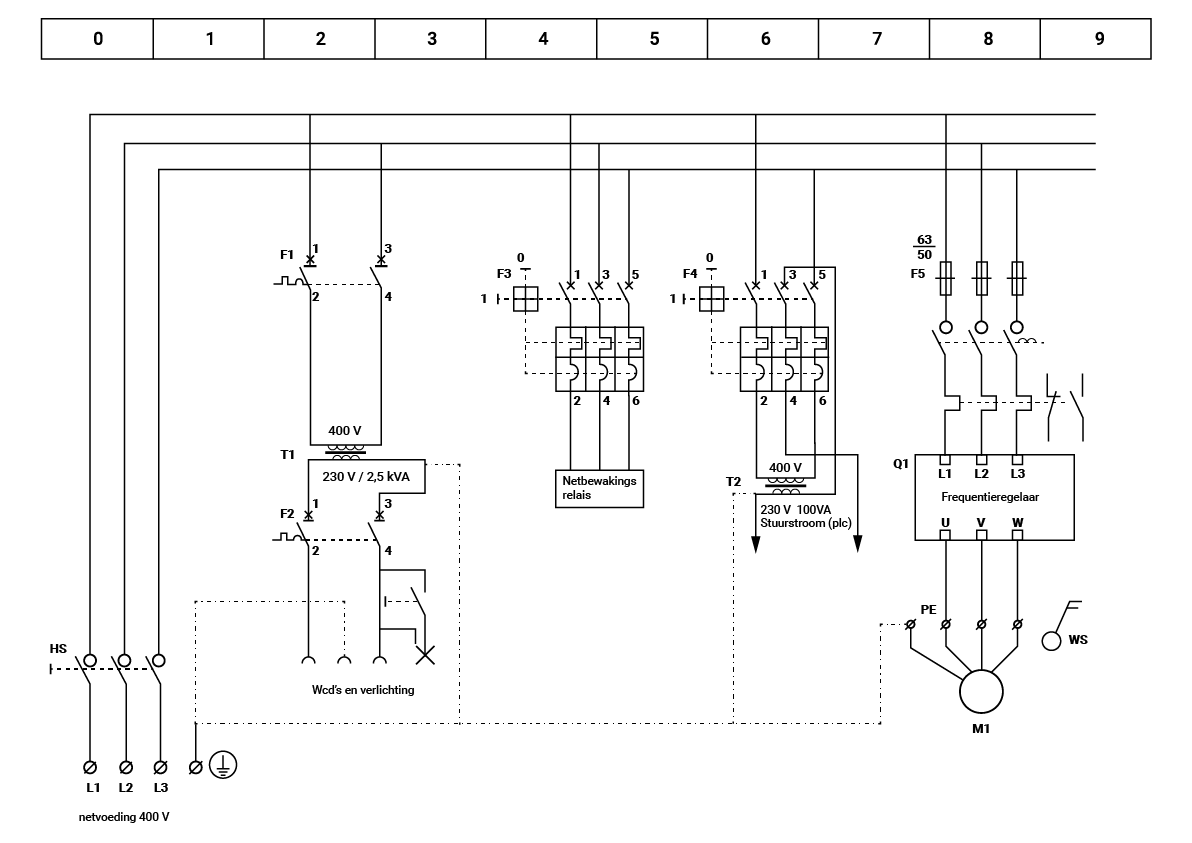 0 1 2 3 4 5 6 7 8 9
63
50
F1 1 3
2 4
0
F3 1 3 5
1
2 4 6
0
F4 1 3 5
1
2 4 6
F5
400 V
T1
230 V / 2,5 kVA
1 3
F2
2 4
Netbewakings
relais
400 V
T2
230 V 100VA
Stuurstroom (plc)
Q1
L1 L2 L3
Frequentieregelaar
U V W
PE
WS
M1
HS
Wcd's en verlichting
L1 L2 L3
netvoeding 400 V